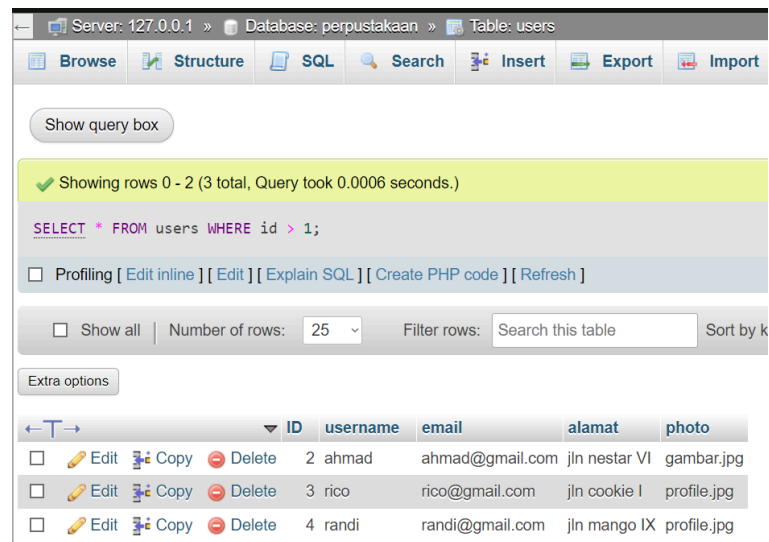 ← Server: 127.0.0.1 » Database: perpustakaan » Table: users
Browse Structure SQL Search Insert Export Import
Show query box
Showing rows 0 - 2 (3 total, Query took 0.0006 seconds.)
SELECT * FROM users WHERE id > 1;
Profiling [ Edit inline ] [ Edit ] [ Explain SQL ] [ Create PHP code ] [ Refresh ]
Show all | Number of rows: 25 Filter rows: Search this table Sort by k
Extra options
←T→ ID username email alamat photo
Edit Copy Delete 2 ahmad ahmad@gmail.com jln nestar VI gambar.jpg
Edit Copy Delete 3 rico rico@gmail.com jln cookie I profile.jpg
Edit Copy Delete 4 randi randi@gmail.com jln mango IX profile.jpg